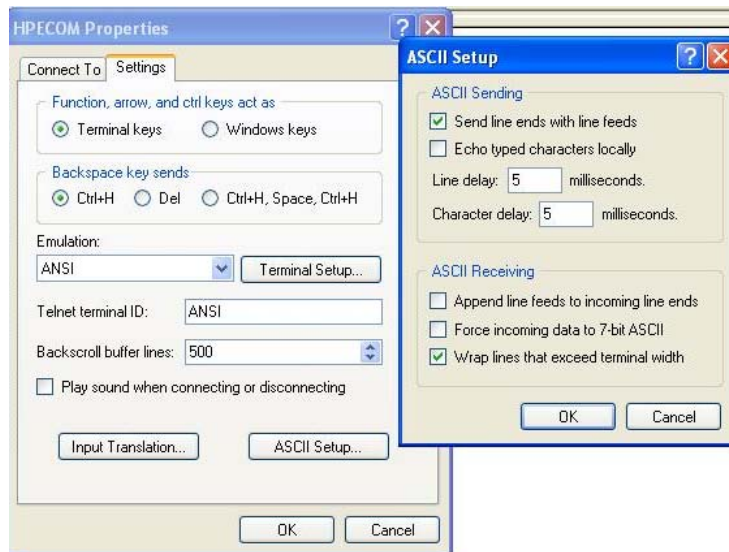 HPECOM Properties
Connect To Settings
Function, arrow, and ctrl keys act as
Terminal keys Windows keys
Backspace key sends
Ctrl+H Del Ctrl+H, Space, Ctrl+H
Emulation:
ANSI Terminal Setup...
Telnet terminal ID: ANSI
Backscroll buffer lines: 500
Play sound when connecting or disconnecting
Input Translation... ASCII Setup...
OK Cancel
ASCII Setup
ASCII Sending
Send line ends with line feeds
Echo typed characters locally
Line delay: 5 milliseconds.
Character delay: 5 milliseconds.
ASCII Receiving
Append line feeds to incoming line ends
Force incoming data to 7-bit ASCII
Wrap lines that exceed terminal width
OK Cancel